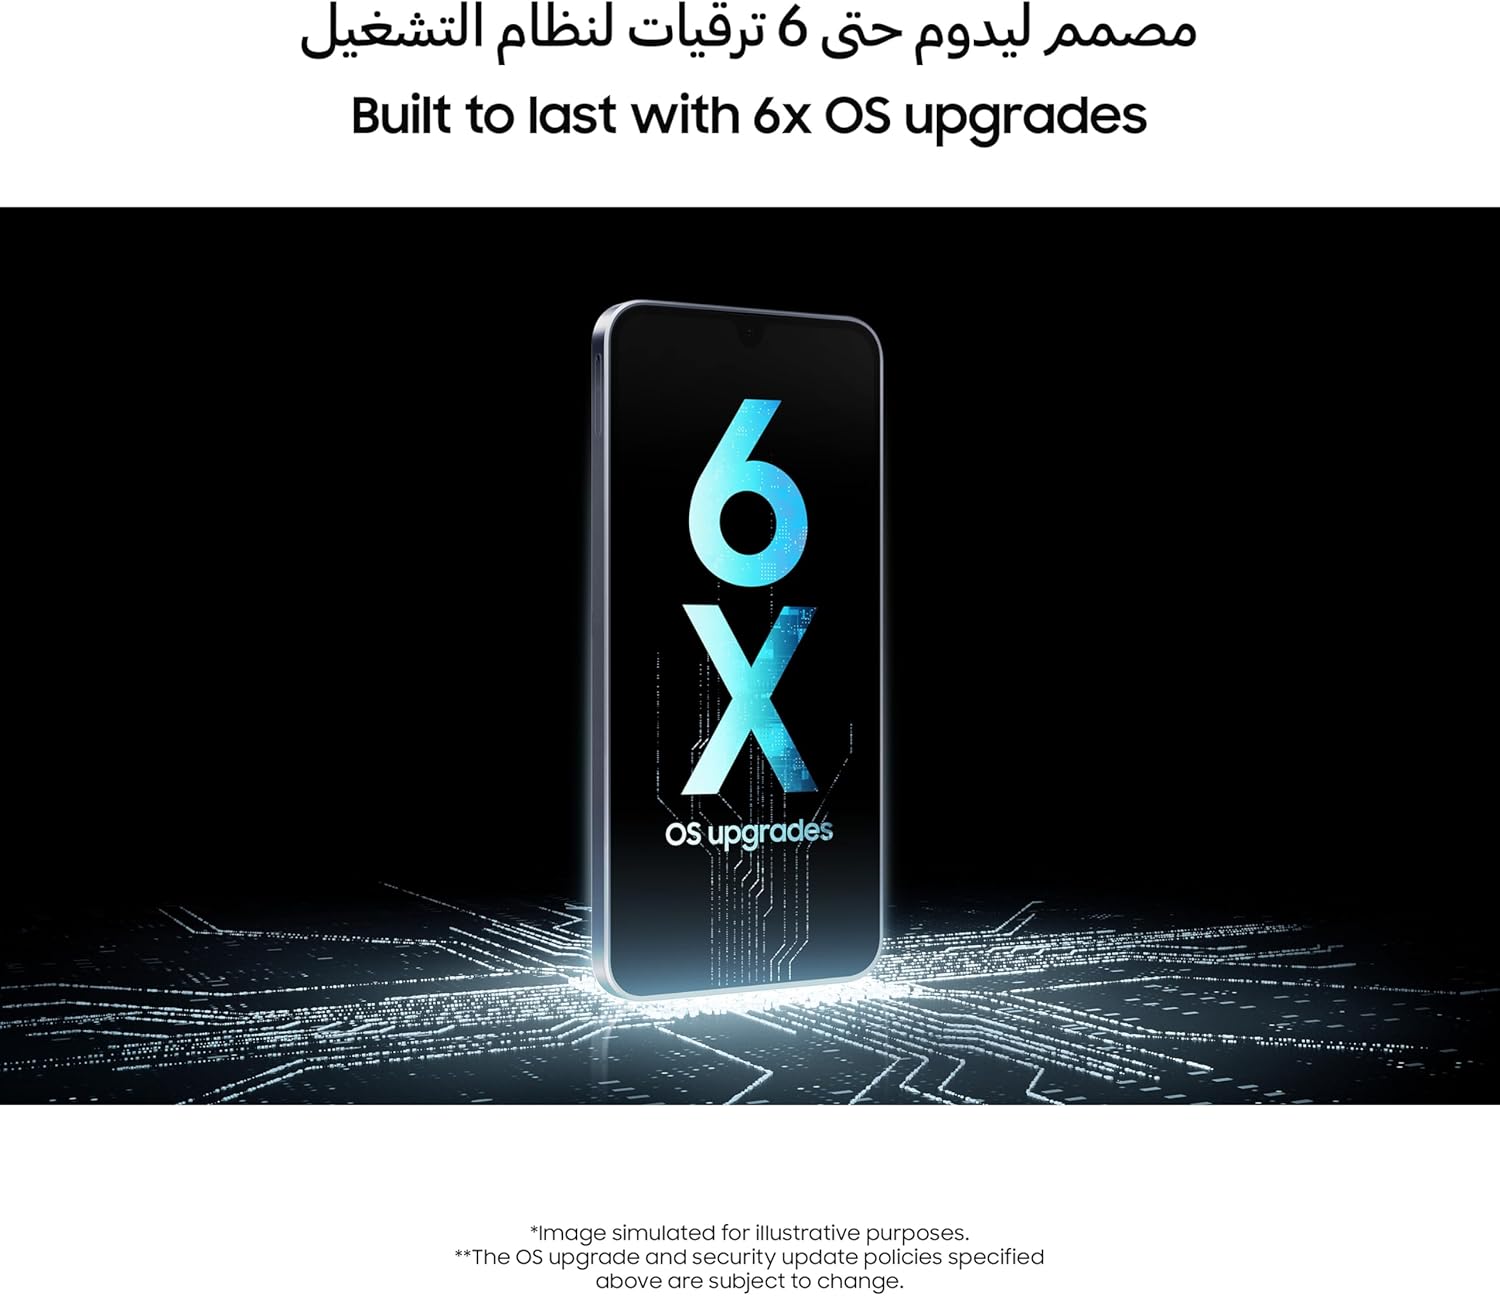 مصمم ليدوم حتى 6 ترقيات لنظام التشغيل
Built to last with 6x OS upgrades
6
X
OS upgrades
*Image simulated for illustrative purposes.
**The OS upgrade and security update policies specified
above are subject to change.